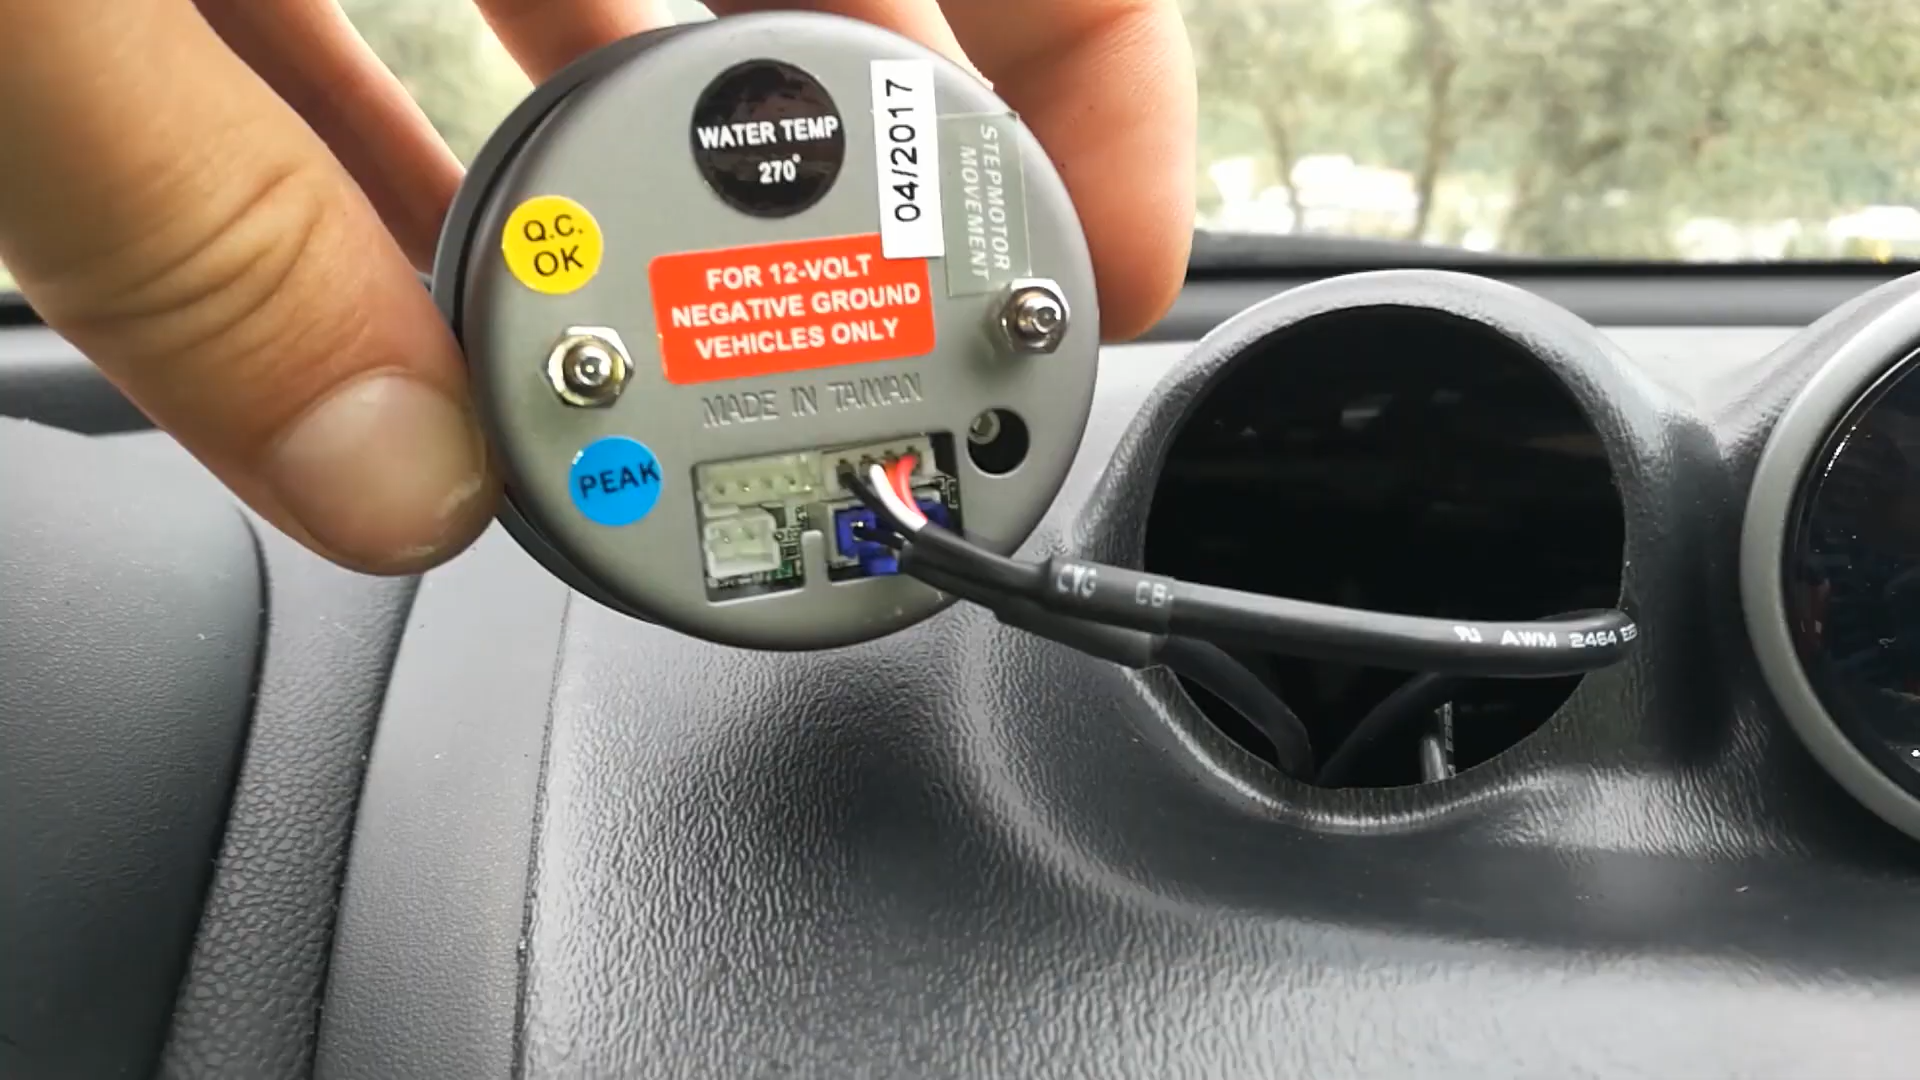 WATER TEMP
270°
04/2017
STEPMOTOR
MOVEMENT
Q.C.
OK
FOR 12-VOLT
NEGATIVE GROUND
VEHICLES ONLY
MADE IN TAIWAN
PEAK
AWM 2464